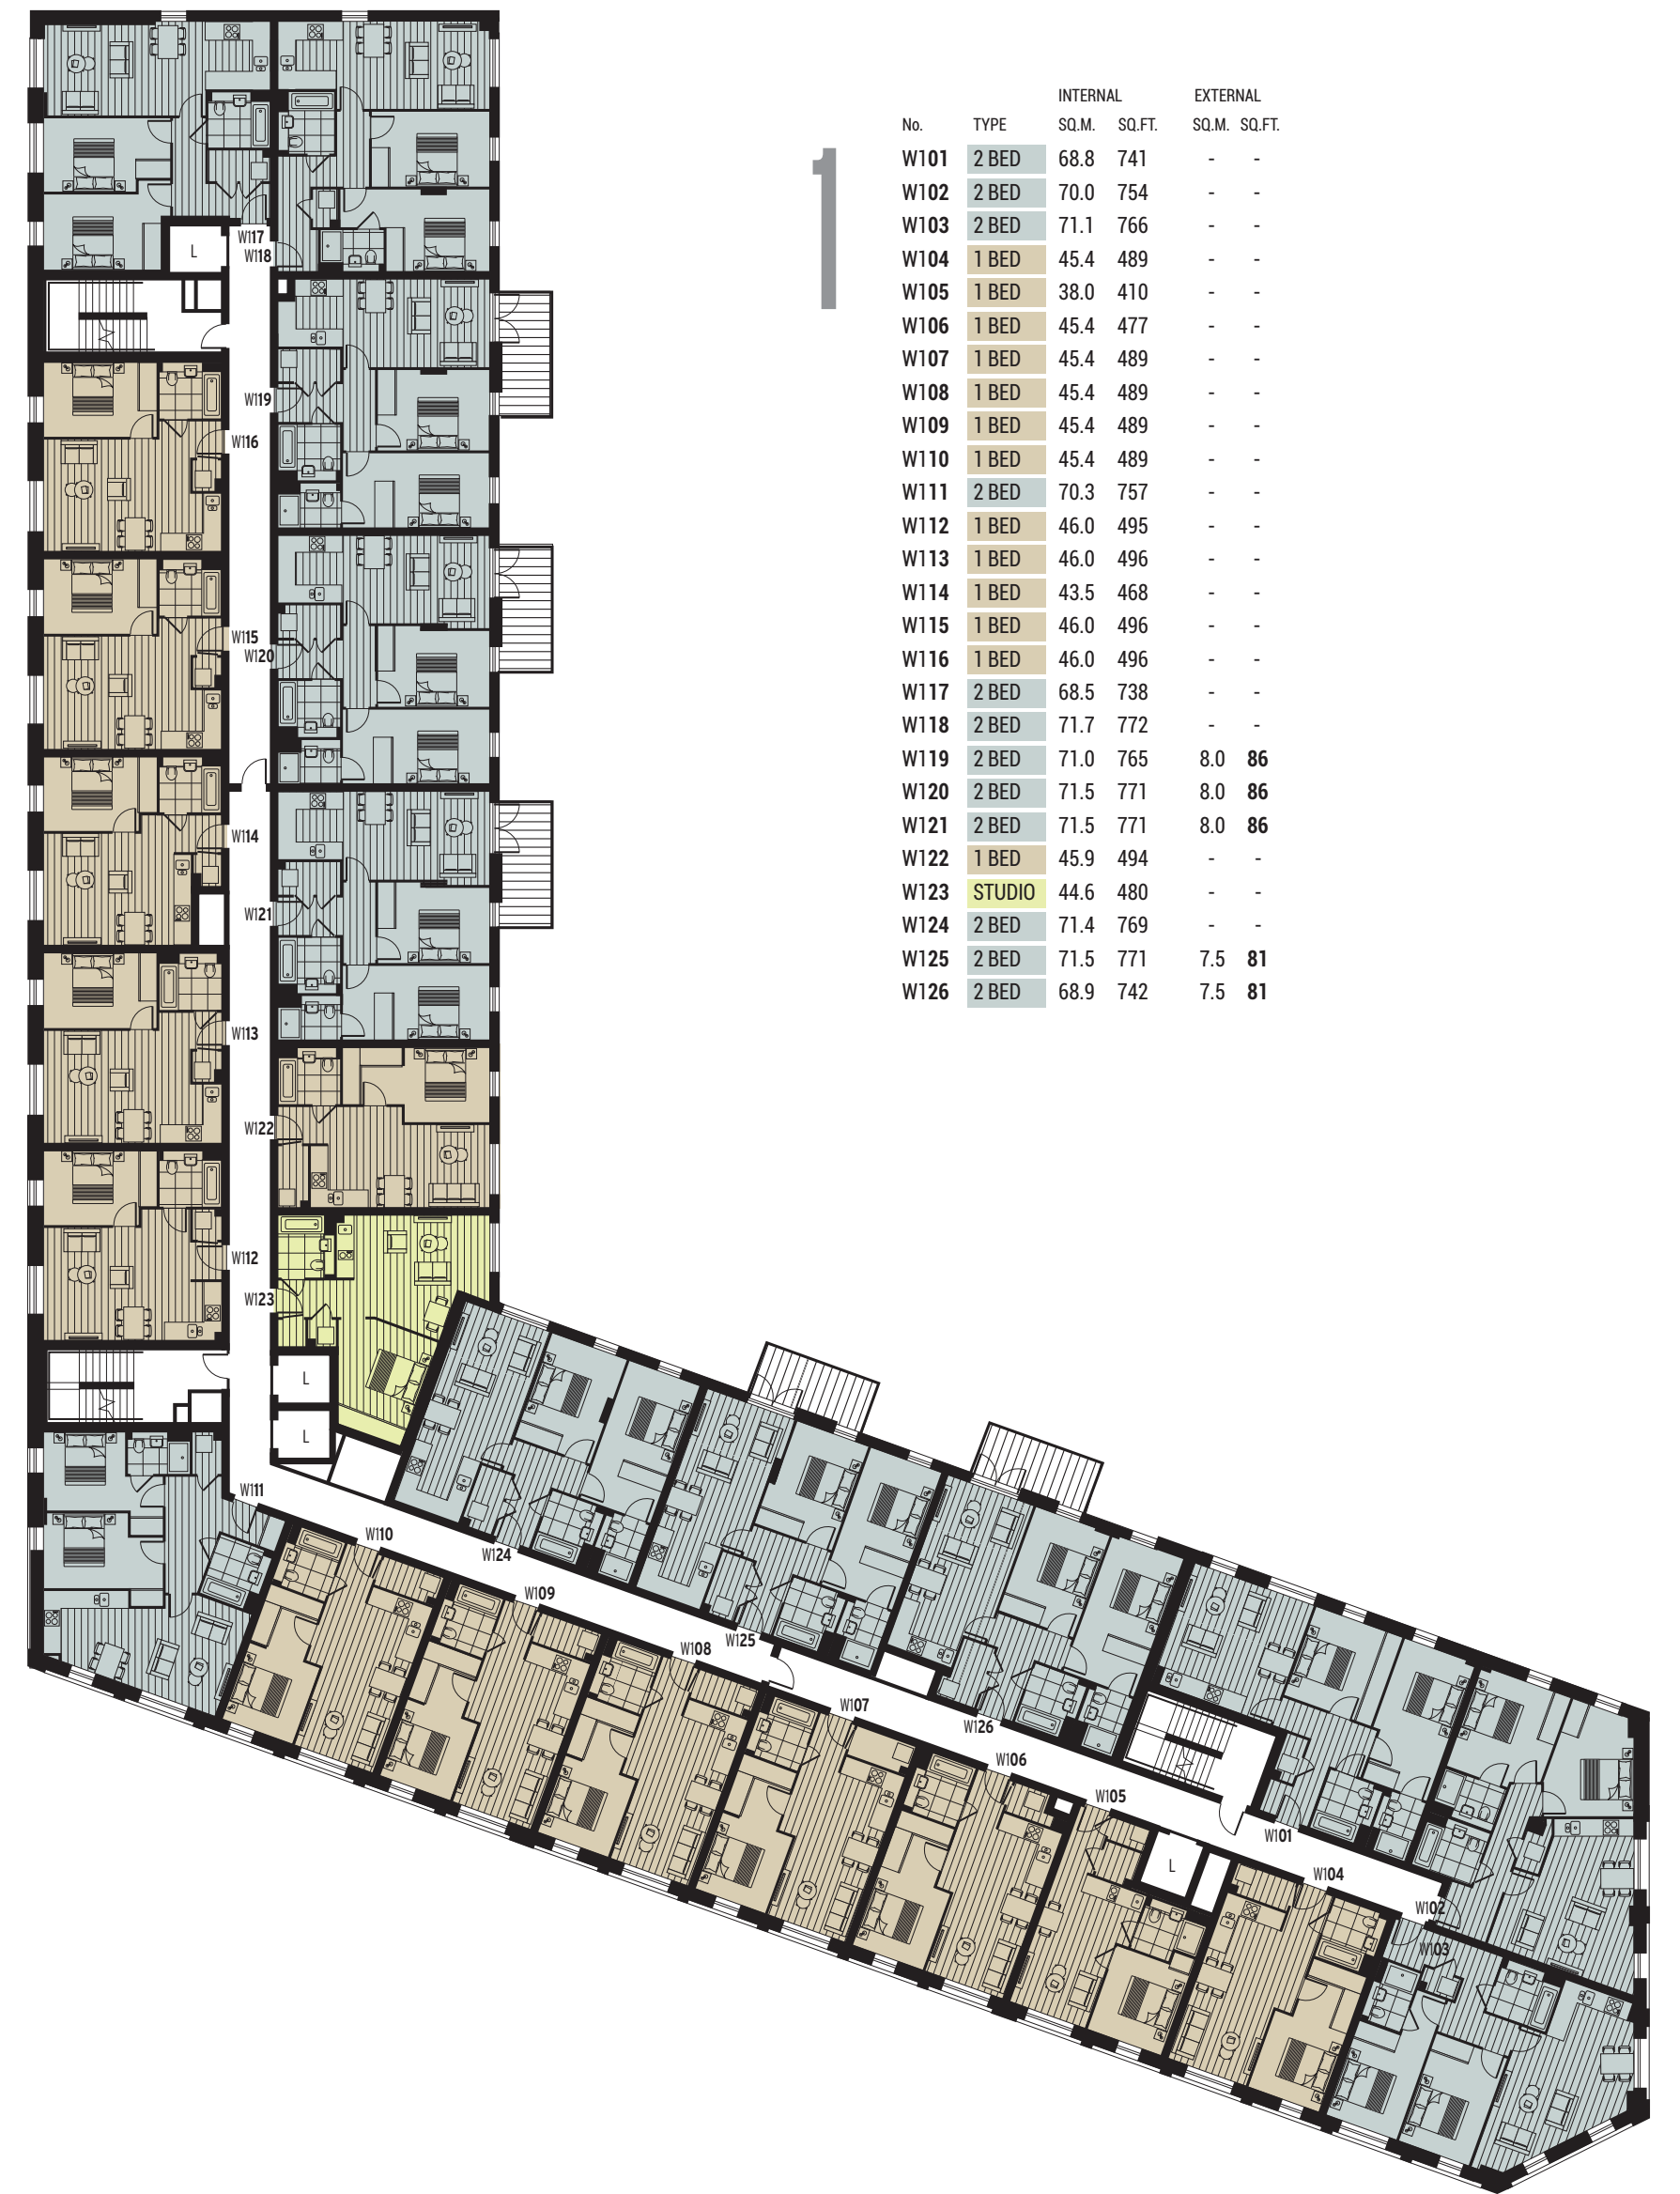 INTERNAL EXTERNAL
No. TYPE SQ.M. SQ.FT. SQ.M. SQ.FT.
1
W101 2 BED 68.8 741 - -
W102 2 BED 70.0 754 - -
W103 2 BED 71.1 766 - -
W104 1 BED 45.4 489 - -
W105 1 BED 38.0 410 - -
W106 1 BED 45.4 477 - -
W107 1 BED 45.4 489 - -
W108 1 BED 45.4 489 - -
W109 1 BED 45.4 489 - -
W110 1 BED 45.4 489 - -
W111 2 BED 70.3 757 - -
W112 1 BED 46.0 495 - -
W113 1 BED 46.0 496 - -
W114 1 BED 43.5 468 - -
W115 1 BED 46.0 496 - -
W116 1 BED 46.0 496 - -
W117 2 BED 68.5 738 - -
W118 2 BED 71.7 772 - -
W119 2 BED 71.0 765 8.0 86
W120 2 BED 71.5 771 8.0 86
W121 2 BED 71.5 771 8.0 86
W122 1 BED 45.9 494 - -
W123 STUDIO 44.6 480 - -
W124 2 BED 71.4 769 - -
W125 2 BED 71.5 771 7.5 81
W126 2 BED 68.9 742 7.5 81
W117
L
W118
W119
W116
W115
W120
W114
W121
W113
W122
W112
W123
L
L
W111
W110
W124
W109
W125
W108
W107
W126
W106
W105
W101
L
W104
W102
W103